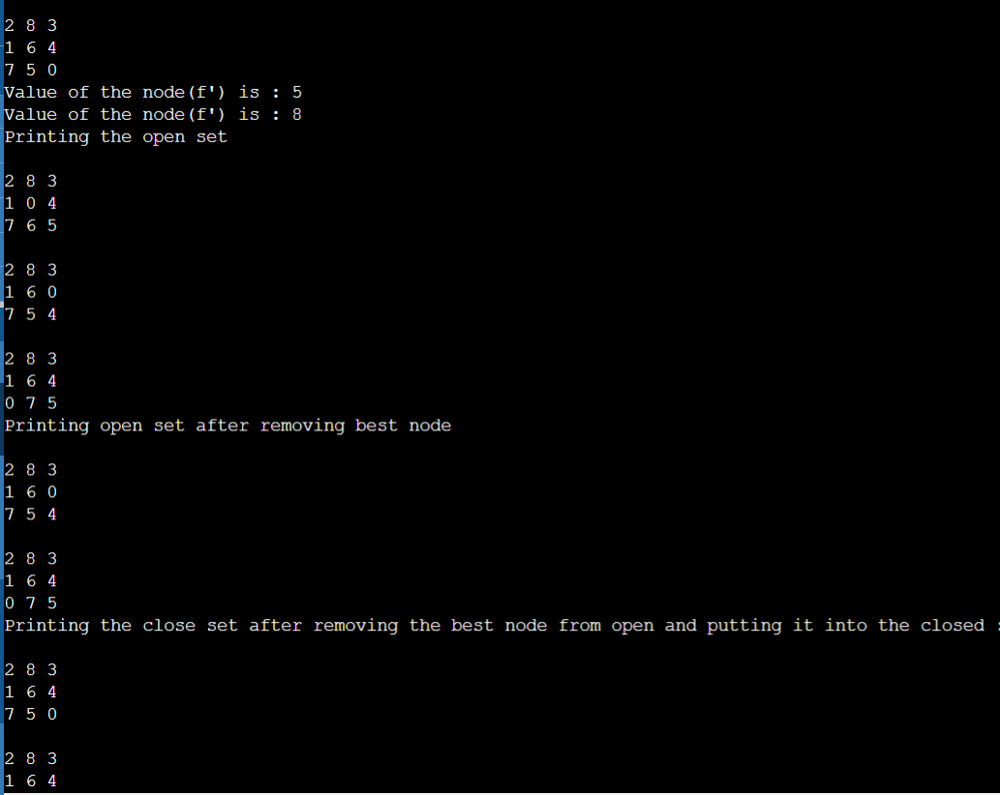 2 8 3
1 6 4
7 5 0
Value of the node(f') is : 5
Value of the node(f') is : 8
Printing the open set
2 8 3
1 0 4
7 6 5
2 8 3
1 6 0
7 5 4
2 8 3
1 6 4
0 7 5
Printing open set after removing best node
2 8 3
1 6 0
7 5 4
2 8 3
1 6 4
0 7 5
Printing the close set after removing the best node from open and putting it into the closed
2 8 3
1 6 4
7 5 0
2 8 3
1 6 4